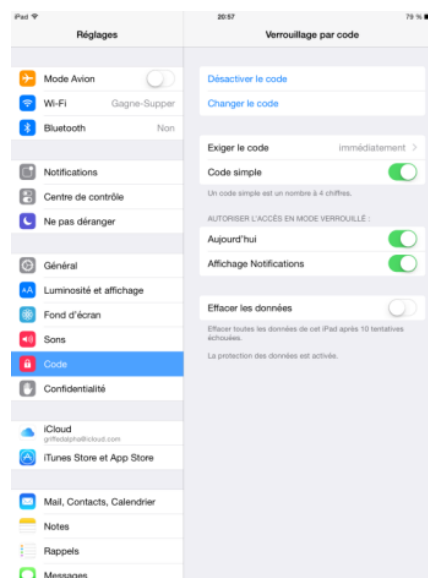 iPad 20:57 79 %
Réglages
Verrouillage par code
Mode Avion
Wi-Fi Gagne-Supper
Bluetooth Non
Notifications
Centre de contrôle
Ne pas déranger
Général
Luminosité et affichage
Fond d'écran
Sons
Code
Confidentialité
iCloud
griffedalpha@icloud.com
iTunes Store et App Store
Mail, Contacts, Calendrier
Notes
Rappels
Messages
Désactiver le code
Changer le code
Exiger le code immédiatement
Code simple
Un code simple est un nombre à 4 chiffres.
AUTORISER L'ACCÈS EN MODE VERROUILLÉ :
Aujourd'hui
Affichage Notifications
Effacer les données
Effacer toutes les données de cet iPad après 10 tentatives
échouées.
La protection des données est activée.